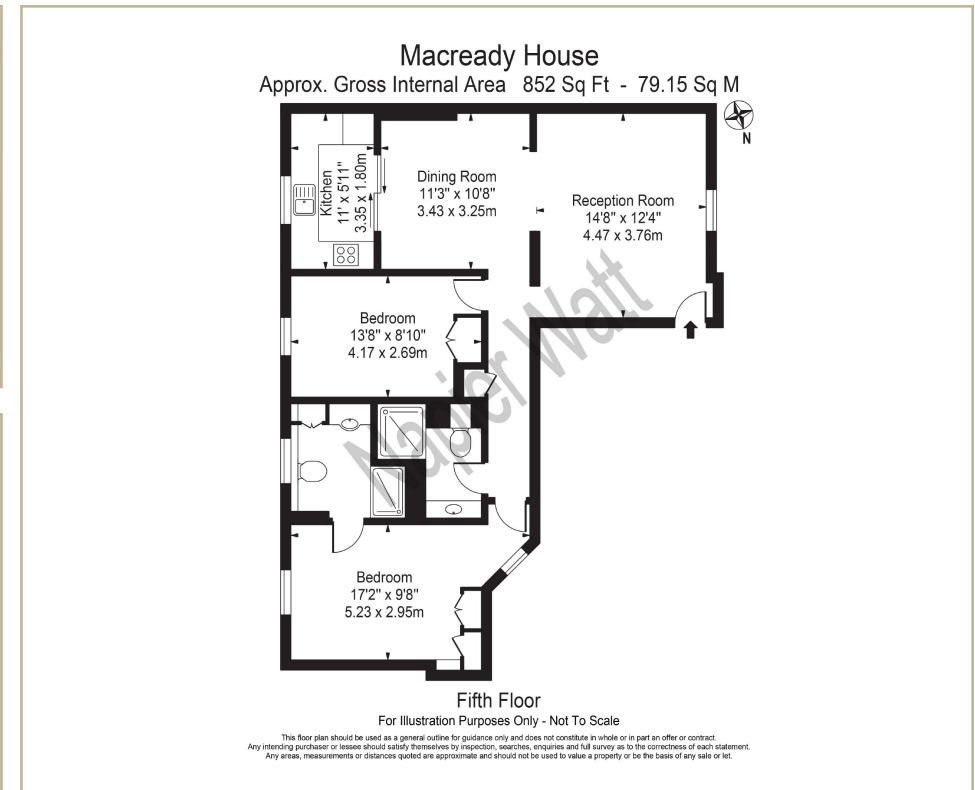 Macready House
Approx. Gross Internal Area 852 Sq Ft - 79.15 Sq M
N
Kitchen
11' x 5'11"
3.35 x 1.80m
Dining Room
11'3" x 10'8"
3.43 x 3.25m
Reception Room
14'8" x 12'4"
4.47 x 3.76m
Bedroom
13'8" x 8'10"
4.17 x 2.69m
Napier Watt
Bedroom
17'2" x 9'8"
5.23 x 2.95m
Fifth Floor
For Illustration Purposes Only - Not To Scale
This floor plan should be used as a general outline for guidance only and does not constitute in whole or in part an offer or contract.
Any intending purchaser or lessee should satisfy themselves by inspection, searches, enquiries and full survey as to the correctness of each statement.
Any areas, measurements or distances quoted are approximate and should not be used to value a property or be the basis of any sale or let.